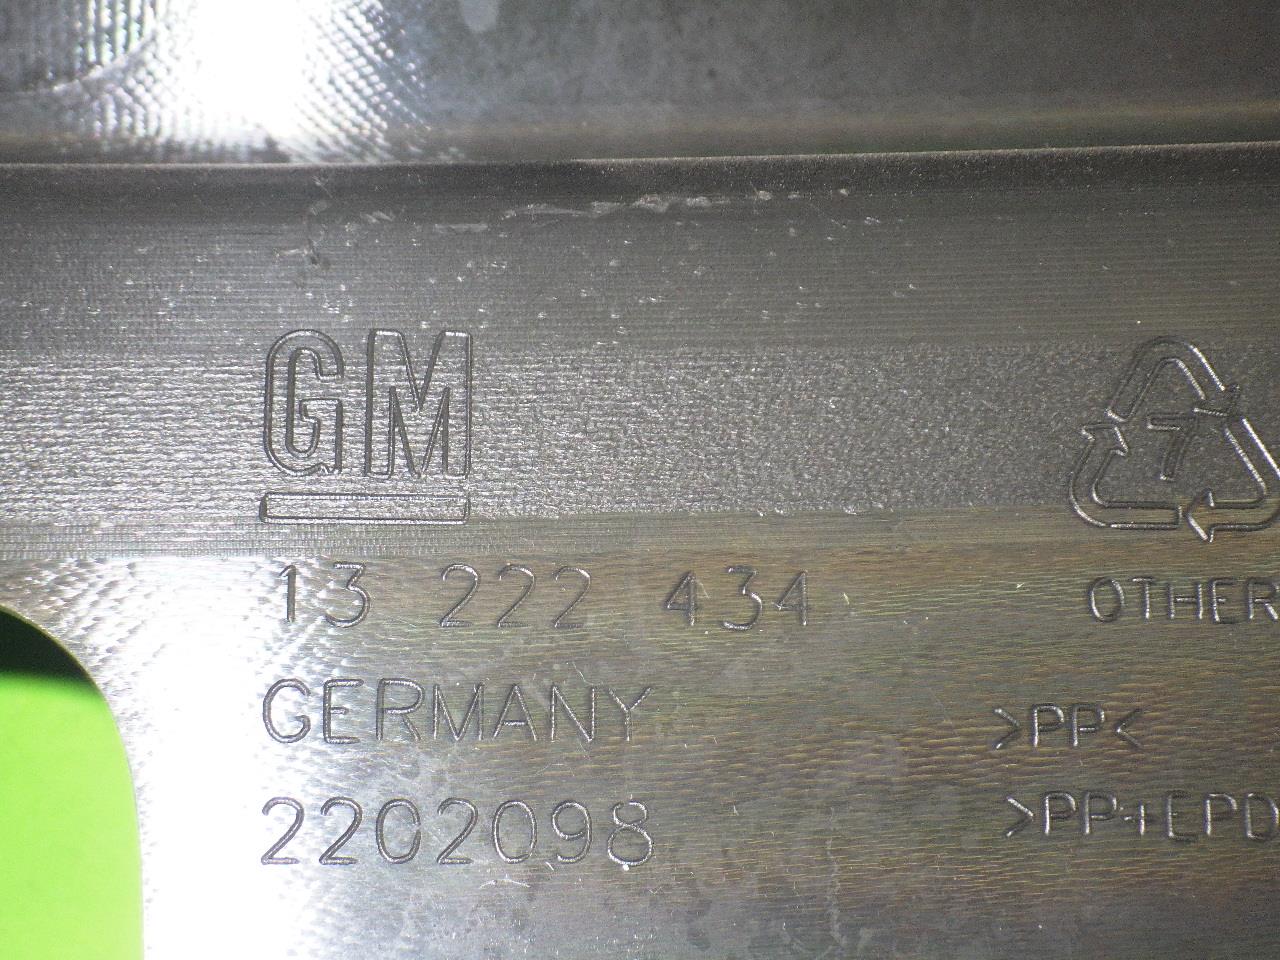 GM
7
13 222 434
OTHER
GERMANY
>PP<
2202098
>PP+EPD